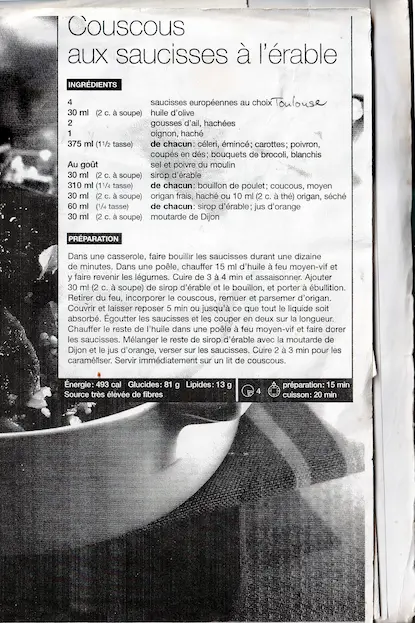 Couscous
aux saucisses à l'érable
INGRÉDIENTS
4 saucisses européennes au choix Toulouse
30 ml (2 c. à soupe) huile d'olive
2 gousses d'ail, hachées
1 oignon, haché
375 ml (1 1/2 tasse) de chacun : céleri, émincé; carottes; poivron,
coupés en dés; bouquets de brocoli, blanchis
Au goût sel et poivre du moulin
30 ml (2 c. à soupe) sirop d'érable
310 ml (1 1/4 tasse) de chacun : bouillon de poulet; couscous, moyen
30 ml (2 c. à soupe) origan frais, haché ou 10 ml (2 c. à thé) origan, séché
60 ml (1/4 tasse) de chacun : sirop d'érable; jus d'orange
30 ml (2 c. à soupe) moutarde de Dijon
PRÉPARATION
Dans une casserole, faire bouillir les saucisses durant une dizaine
de minutes. Dans une poêle, chauffer 15 ml d'huile à feu moyen-vif et
y faire revenir les légumes. Cuire de 3 à 4 min et assaisonner. Ajouter
30 ml (2 c. à soupe) de sirop d'érable et le bouillon, et porter à ébullition.
Retirer du feu, incorporer le couscous, remuer et parsemer d'origan.
Couvrir et laisser reposer 5 min ou jusqu'à ce que tout le liquide soit
absorbé. Égoutter les saucisses et les couper en deux sur la longueur.
Chauffer le reste de l'huile dans une poêle à feu moyen-vif et faire dorer
les saucisses. Mélanger le reste de sirop d'érable avec la moutarde de
Dijon et le jus d'orange, verser sur les saucisses. Cuire 2 à 3 min pour les
caraméliser. Servir immédiatement sur un lit de couscous.
Énergie : 493 cal Glucides : 81 g Lipides : 13 g
Source très élevée de fibres
4
préparation : 15 min
cuisson : 20 min